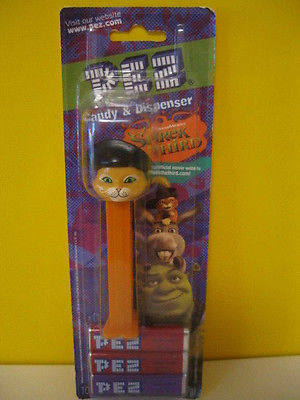 Visit our website
www.pez.com
PEZ
Candy & Dispenser
SHREK
THE THIRD
PEZ
PEZ
PEZ